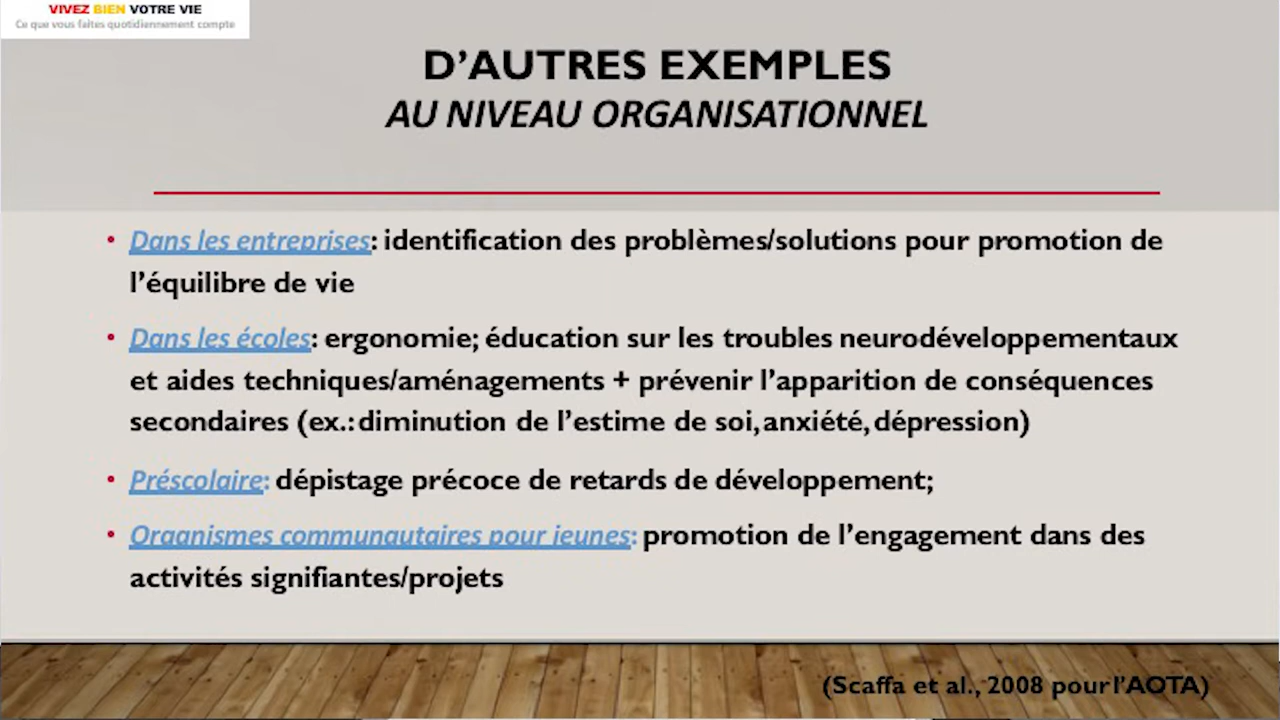 VIVEZ BIEN VOTRE VIE
Ce que vous faites quotidiennement compte
D’AUTRES EXEMPLES
AU NIVEAU ORGANISATIONNEL
• Dans les entreprises: identification des problèmes/solutions pour promotion de
l’équilibre de vie
• Dans les écoles: ergonomie; éducation sur les troubles neurodéveloppementaux
et aides techniques/aménagements + prévenir l’apparition de conséquences
secondaires (ex.: diminution de l’estime de soi, anxiété, dépression)
• Préscolaire: dépistage précoce de retards de développement;
• Organismes communautaires pour jeunes: promotion de l’engagement dans des
activités signifiantes/projets
(Scaffa et al., 2008 pour l’AOTA)